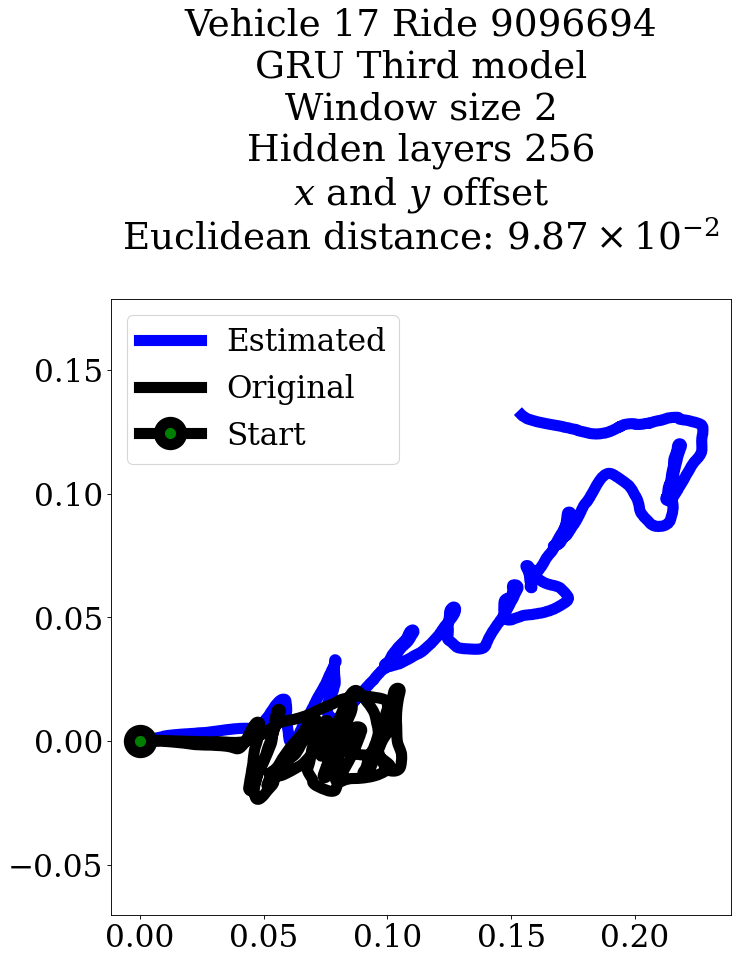 Vehicle 17 Ride 9096694
GRU Third model
Window size 2
Hidden layers 256
x and y offset
Euclidean distance: 9.87 × 10⁻²
Estimated
Original
Start
0.15
0.10
0.05
0.00
−0.05
0.00 0.05 0.10 0.15 0.20